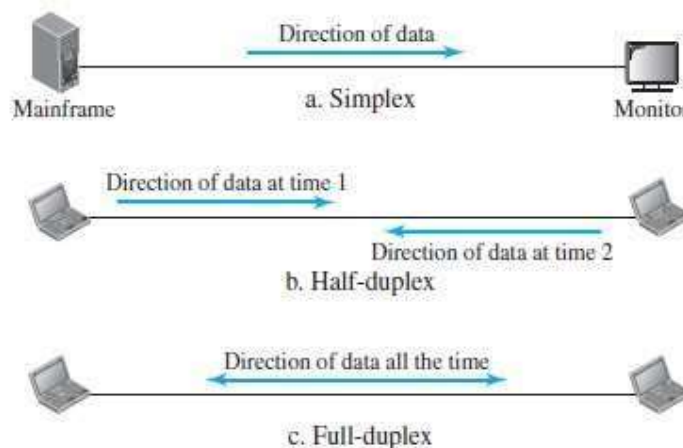 Direction of data
Mainframe
a. Simplex
Monito
Direction of data at time 1
Direction of data at time 2
b. Half-duplex
Direction of data all the time
c. Full-duplex